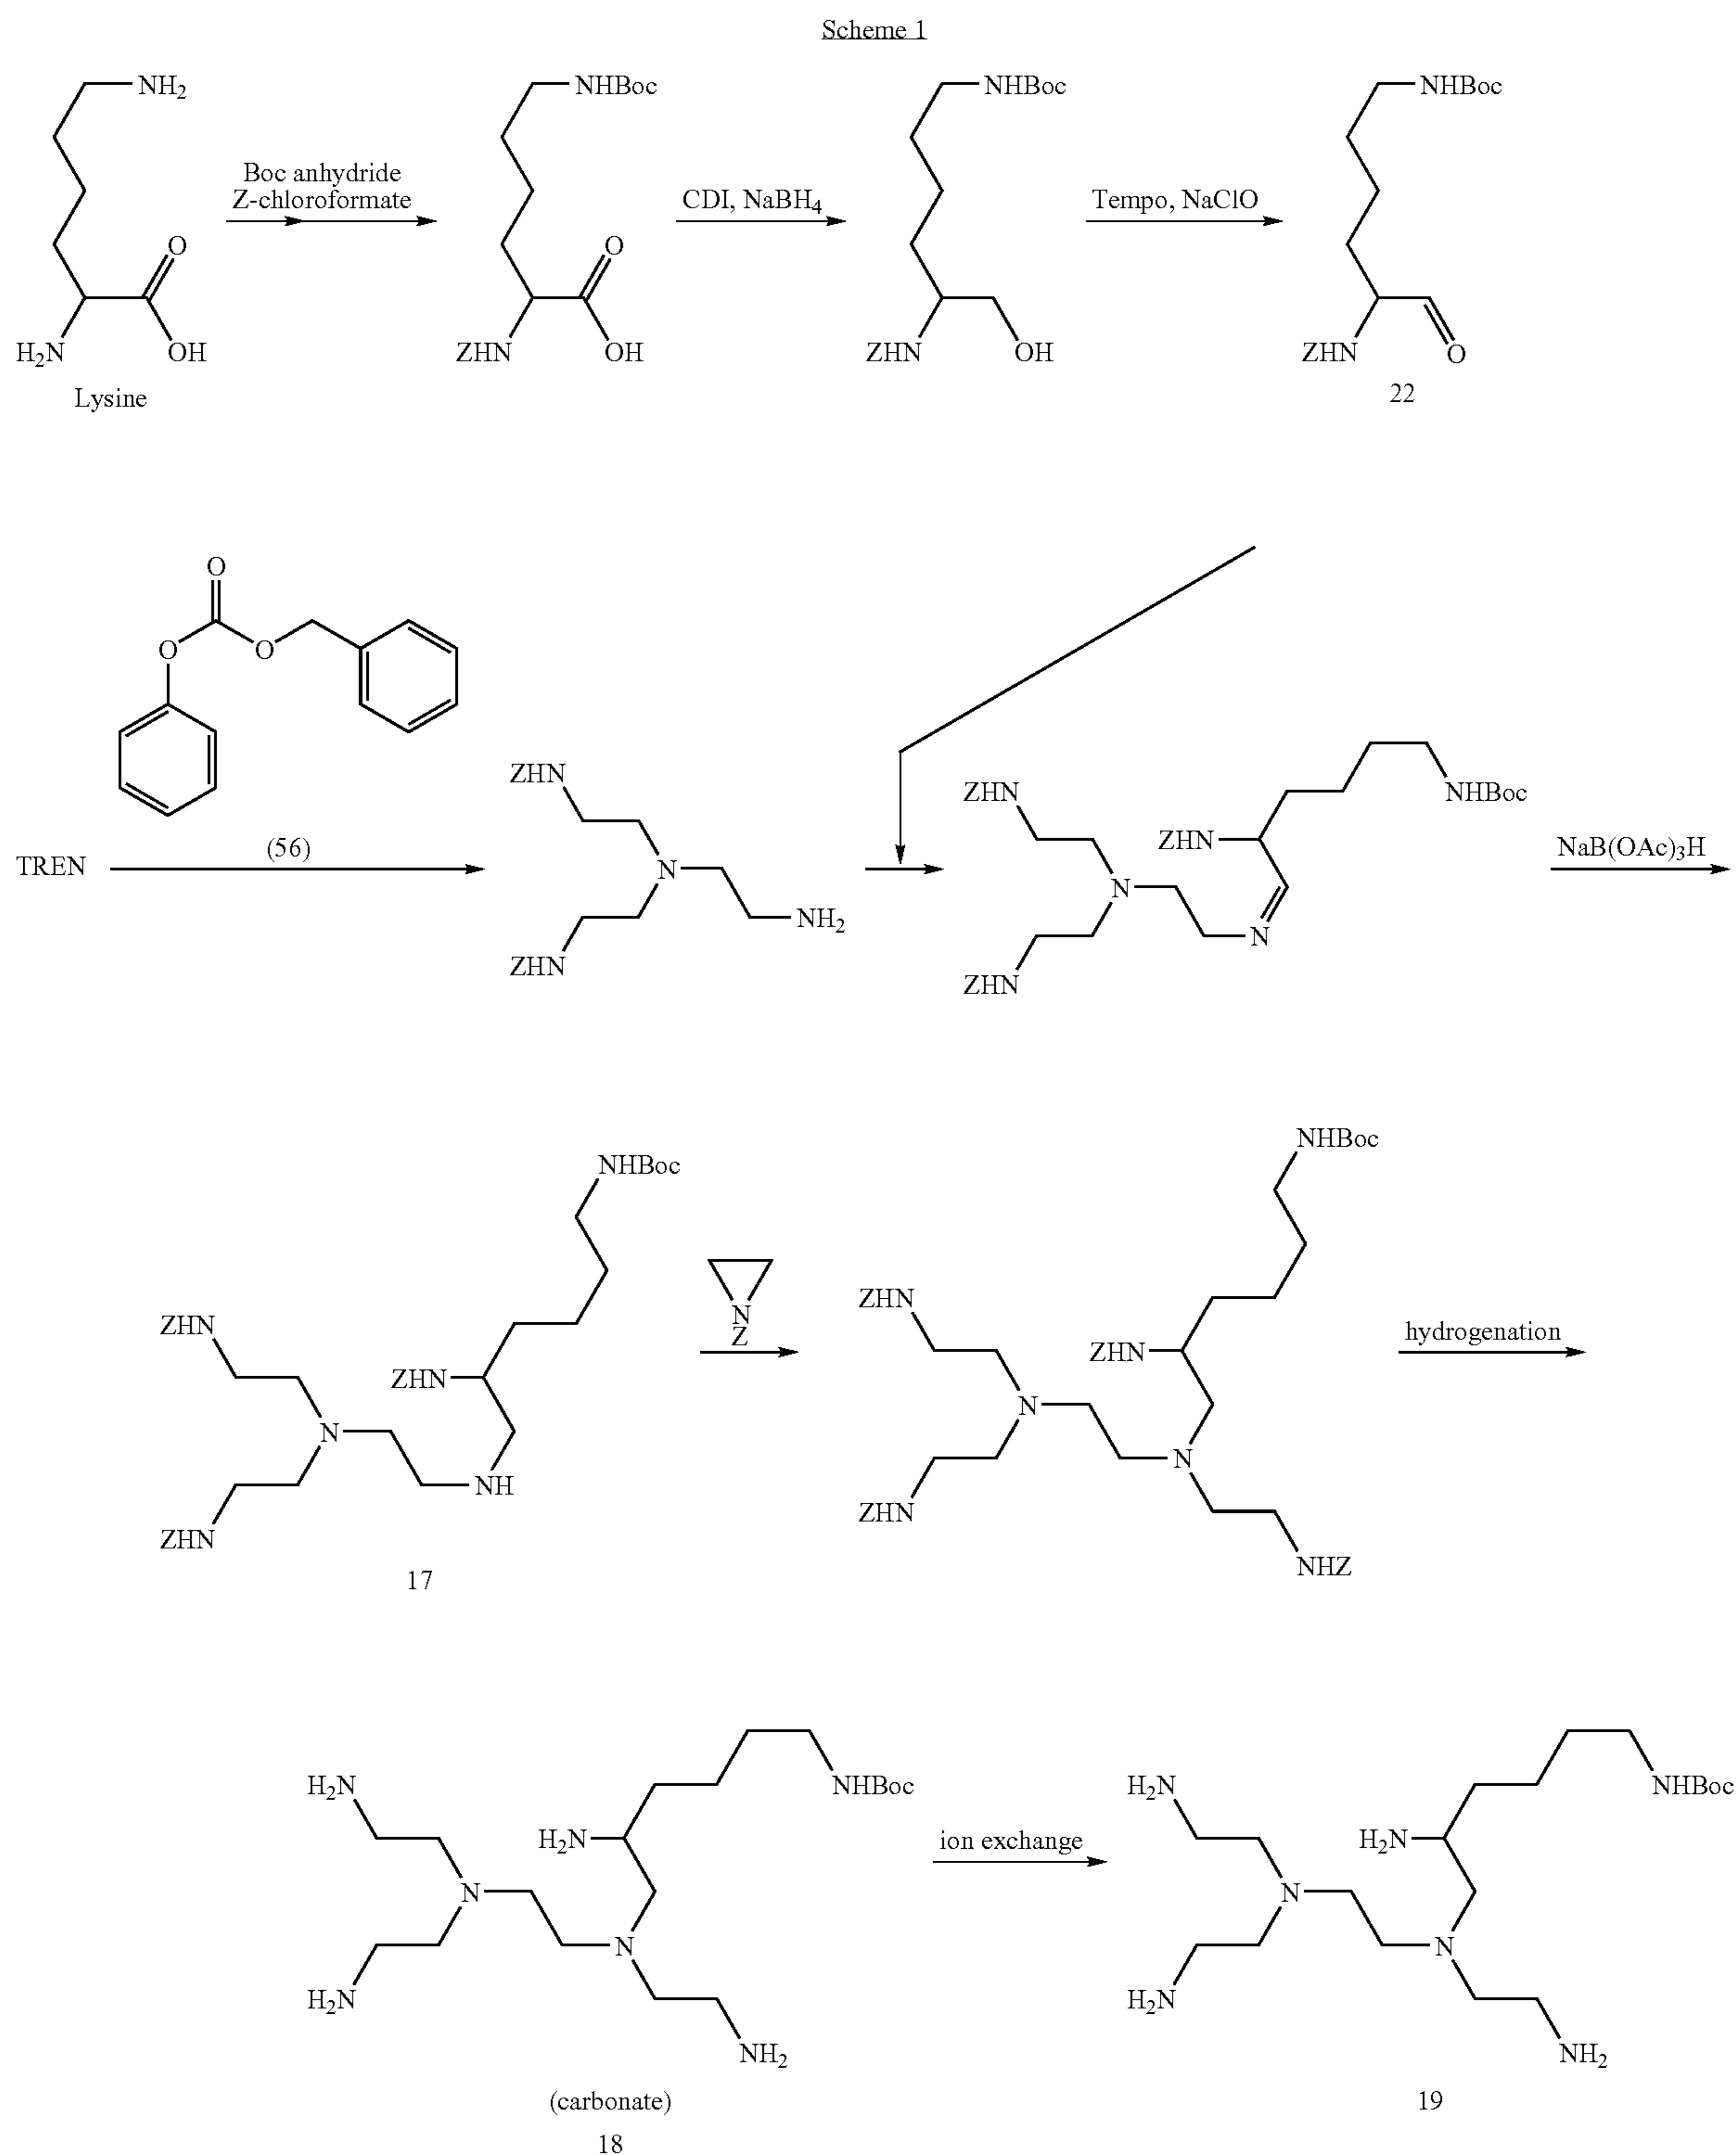 Scheme 1
NH2
NHBoc
NHBoc
NHBoc
Boc anhydride
Z-chloroformate
CDI, NaBH4
Tempo, NaClO
O
O
H2N
OH
ZHN
OH
ZHN
OH
ZHN
O
Lysine
22
O
O
O
ZHN
ZHN
NHBoc
ZHN
TREN
(56)
N
NH2
N
N
NaB(OAc)3H
ZHN
ZHN
NHBoc
NHBoc
ZHN
ZHN
N
Z
ZHN
ZHN
hydrogenation
N
NH
N
N
ZHN
ZHN
NHZ
17
H2N
NHBoc
H2N
NHBoc
H2N
ion exchange
H2N
N
N
N
N
H2N
NH2
H2N
NH2
(carbonate)
18
19